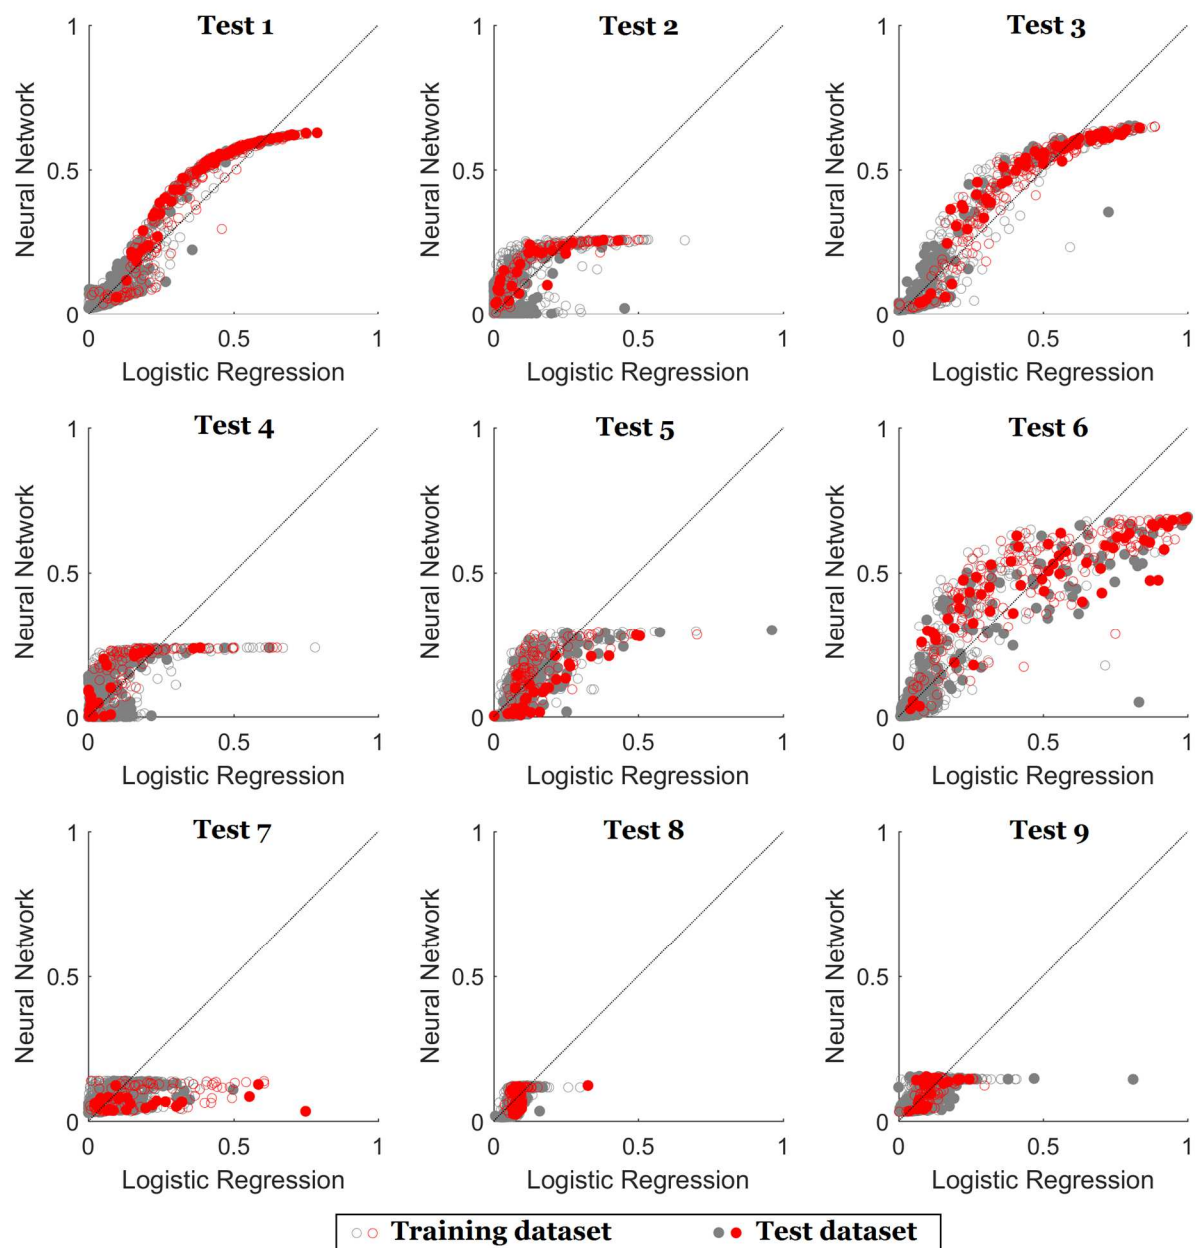 Test 1
Test 2
Test 3
1
0.5
0
0
0.5
1
Neural Network
Logistic Regression
1
0.5
0
0
0.5
1
Neural Network
Logistic Regression
1
0.5
0
0
0.5
1
Neural Network
Logistic Regression
Test 4
Test 5
Test 6
1
0.5
0
0
0.5
1
Neural Network
Logistic Regression
1
0.5
0
0
0.5
1
Neural Network
Logistic Regression
1
0.5
0
0
0.5
1
Neural Network
Logistic Regression
Test 7
Test 8
Test 9
1
0.5
0
0
0.5
1
Neural Network
Logistic Regression
1
0.5
0
0
0.5
1
Neural Network
Logistic Regression
1
0.5
0
0
0.5
1
Neural Network
Logistic Regression
Training dataset
Test dataset